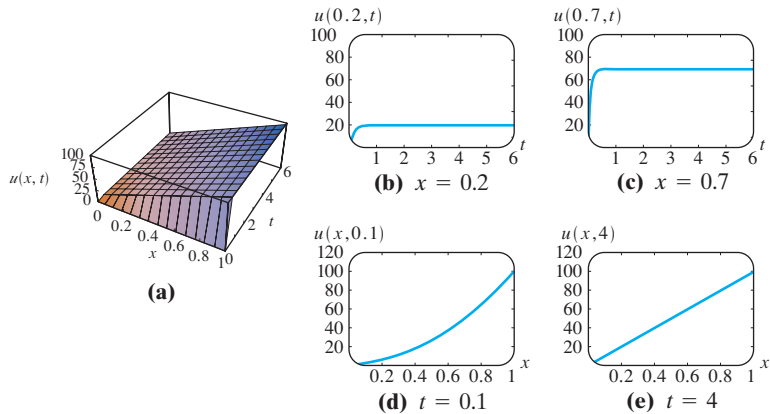 u(x, t)
100
75
50
25
0
0
0.2
0.4
0.6
0.8
1
x
0
2
4
6
t
(a)
u(0.2, t)
100
80
60
40
20
1 2 3 4 5 6 t
(b) x = 0.2
u(0.7, t)
100
80
60
40
20
1 2 3 4 5 6 t
(c) x = 0.7
u(x,0.1)
120
100
80
60
40
20
0.2 0.4 0.6 0.8 1 x
(d) t = 0.1
u(x,4)
120
100
80
60
40
20
0.2 0.4 0.6 0.8 1 x
(e) t = 4